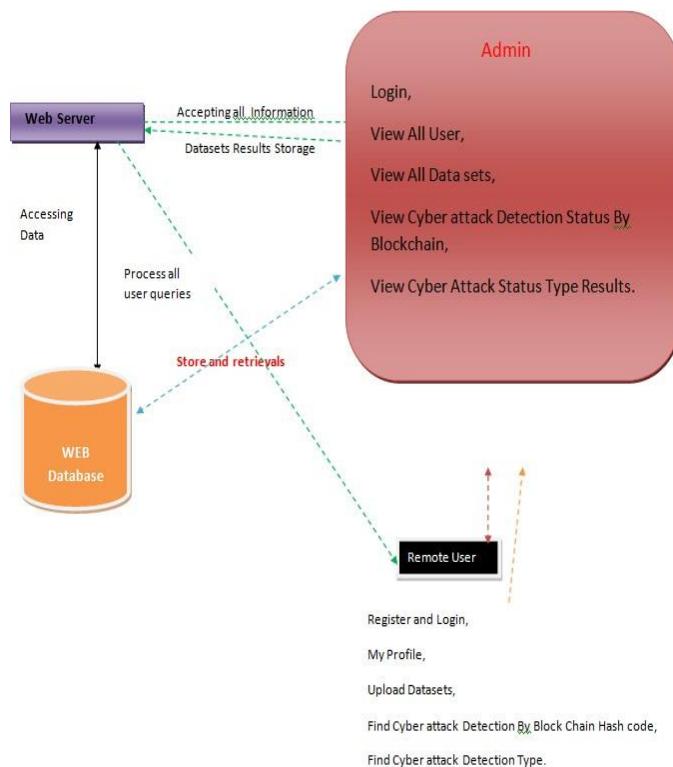 Admin
Login,
View All User,
View All Data sets,
View Cyber attack Detection Status By
Blockchain,
View Cyber Attack Status Type Results.
Web Server
Accepting all Information
Datasets Results Storage
Accessing
Data
Process all
user queries
Store and retrievals
WEB
Database
Remote User
Register and Login,
My Profile,
Upload Datasets,
Find Cyber attack Detection By Block Chain Hash code,
Find Cyber attack Detection Type.